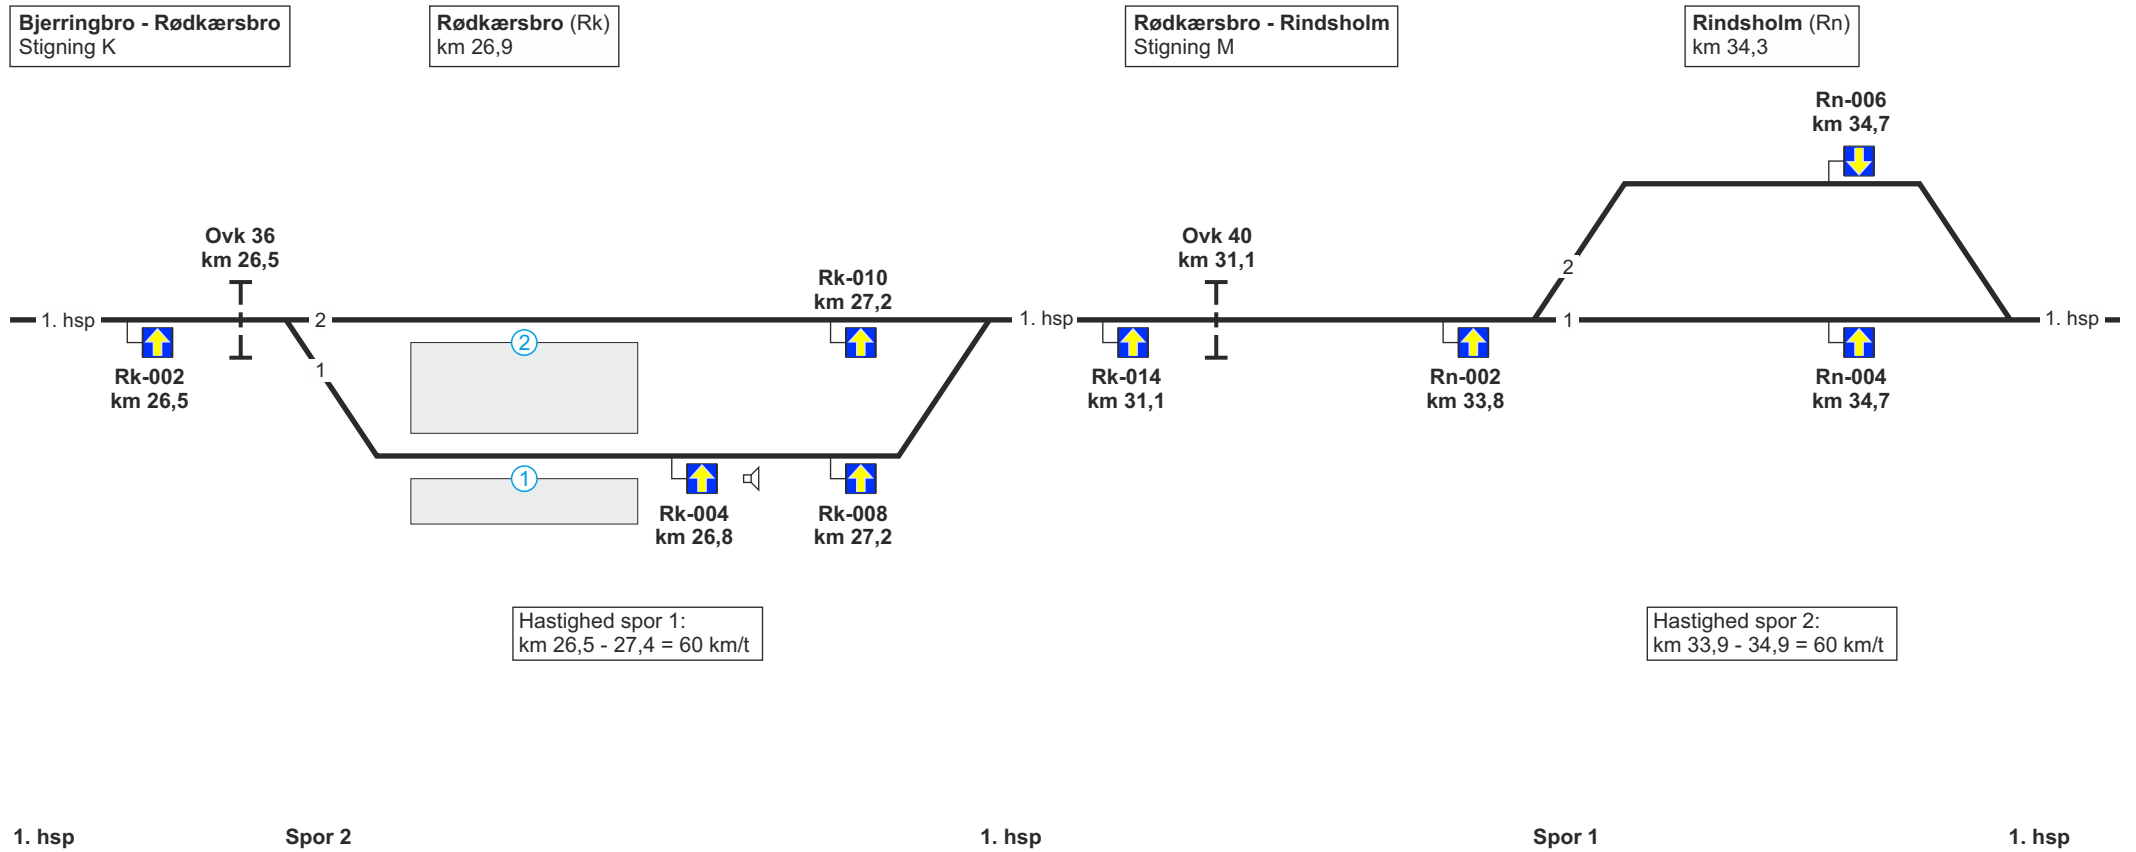 Bjerringbro - Rødkærsbro
Stigning K
Rødkærsbro (Rk)
km 26,9
Rødkærsbro - Rindsholm
Stigning M
Rindsholm (Rn)
km 34,3
Rn-006
km 34,7
Ovk 36
km 26,5
Ovk 40
km 31,1
2
Rk-010
km 27,2
1. hsp
2
1. hsp
1
1. hsp
2
1
Rk-002
km 26,5
Rk-014
km 31,1
Rn-002
km 33,8
Rn-004
km 34,7
1
Rk-004
km 26,8
Rk-008
km 27,2
Hastighed spor 1:
km 26,5 - 27,4 = 60 km/t
Hastighed spor 2:
km 33,9 - 34,9 = 60 km/t
1. hsp
Spor 2
1. hsp
Spor 1
1. hsp